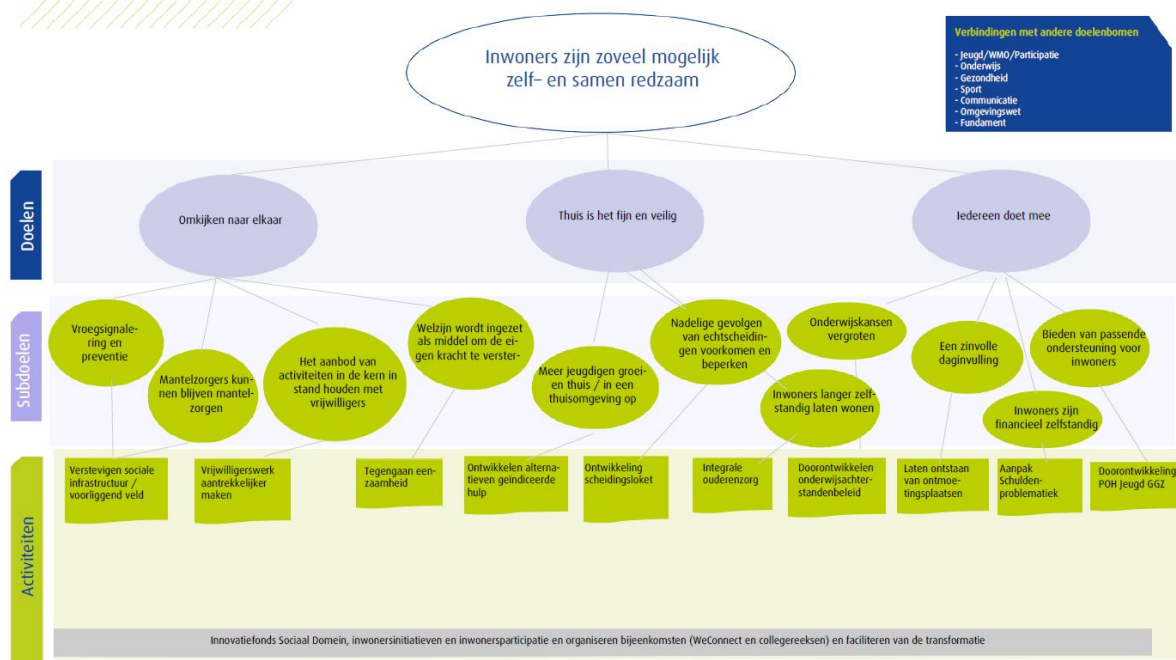 Inwoners zijn zoveel mogelijk
zelf- en samen redzaam
Verbindingen met andere doelenbomen
- Jeugd/WMO/Participatie
- Onderwijs
- Gezondheid
- Sport
- Communicatie
- Omgevingswet
- Fundament
Doelen
Omkijken naar elkaar
Thuis is het fijn en veilig
Iedereen doet mee
Subdoelen
Vroegsignale-
ring en
preventie
Mantelzorgers kun-
nen blijven mantel-
zorgen
Het aanbod van
activiteiten in de kern in
stand houden met
vrijwilligers
Welzijn wordt ingezet
als middel om de ei-
gen kracht te verster-
Meer jeugdigen groei-
en thuis / in een
thuisomgeving op
Nadelige gevolgen
van echtscheidin-
gen voorkomen en
beperken
Onderwijskansen
vergroten
Inwoners langer zelf-
standig laten wonen
Een zinvolle
daginvulling
Inwoners zijn
financieel zelfstandig
Bieden van passende
ondersteuning voor
inwoners
Activiteiten
Verstevigen sociale
infrastructuur /
voorliggend veld
Vrijwilligerswerk
aantrekkelijker
maken
Tegengaan een-
zaamheid
Ontwikkelen alterna-
tieven geïndiceerde
hulp
Ontwikkeling
scheidingsloket
Integrale
ouderenzorg
Doorontwikkelen
onderwijsachter-
standenbeleid
Laten ontstaan
van ontmoe-
tingsplaatsen
Aanpak
Schulden-
problematiek
Doorontwikkeling
POH Jeugd GGZ
Innovatiefonds Sociaal Domein, inwonersinitiatieven en inwonersparticipatie en organiseren bijeenkomsten (WeConnect en collegereeksen) en faciliteren van de transformatie